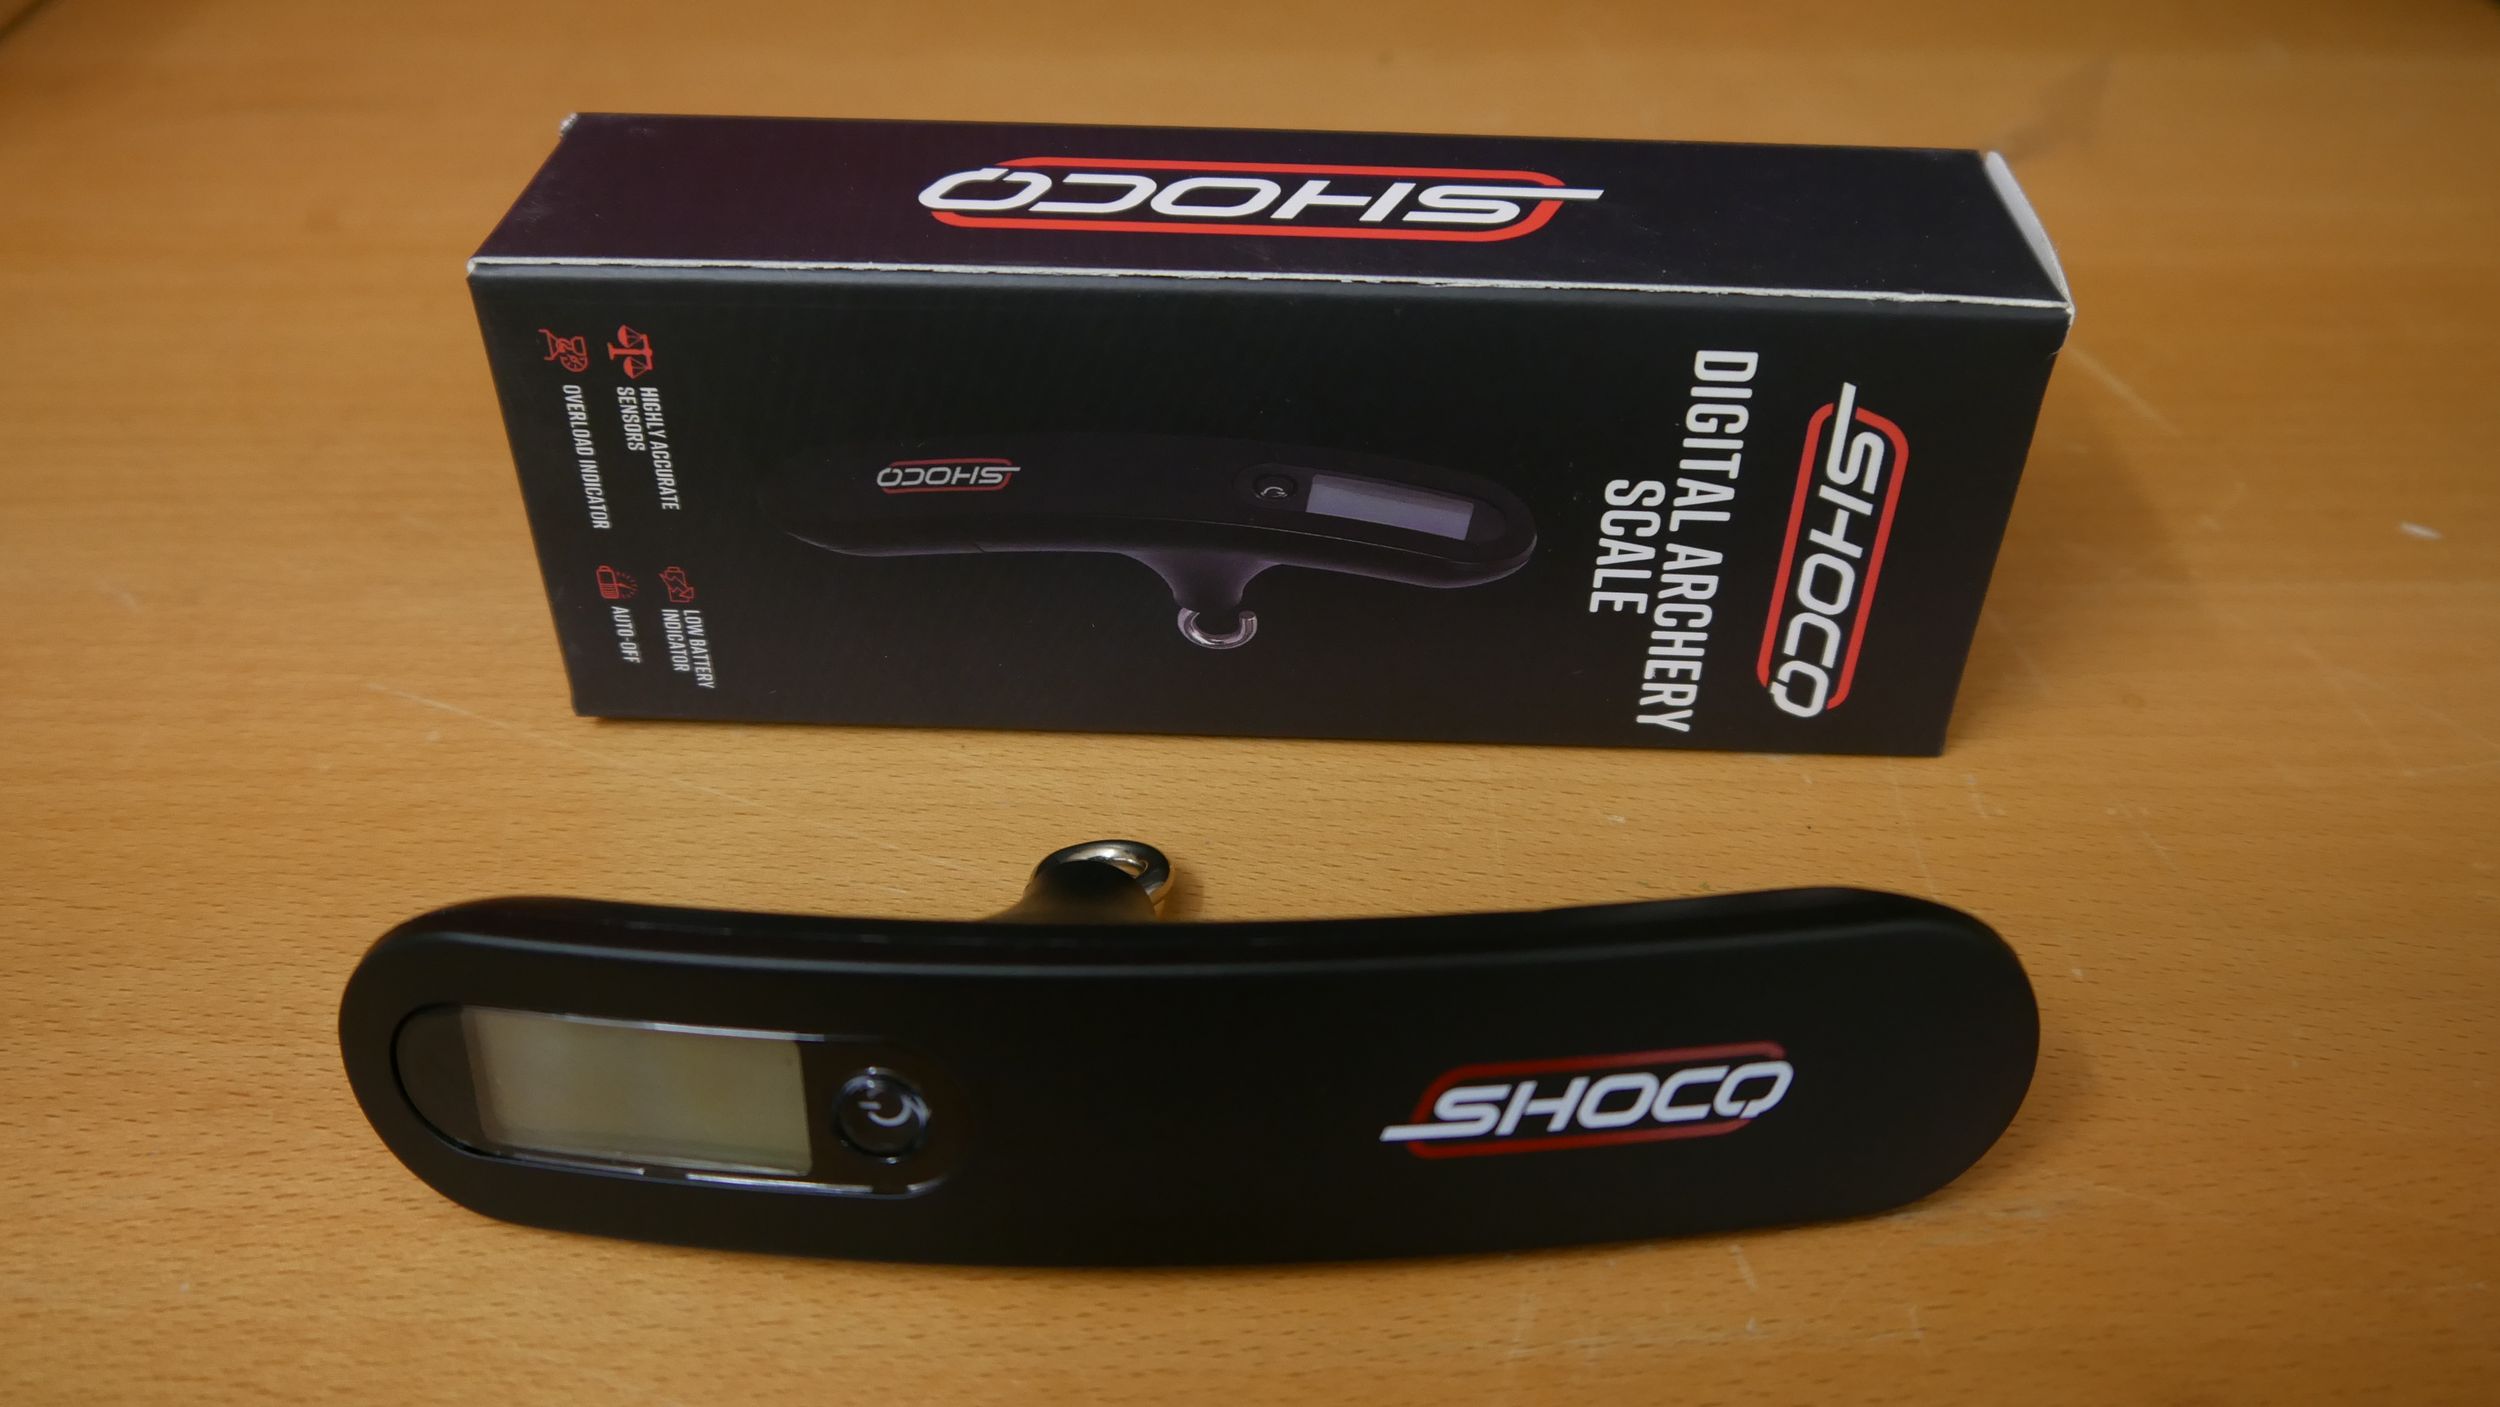 SHOCQ
SHOCQ
DIGITAL ARCHERY
SCALE
SHOCQ
HIGHLY ACCURATE
SENSORS
OVERLOAD INDICATOR
LOW BATTERY
INDICATOR
AUTO-OFF
SHOCQ